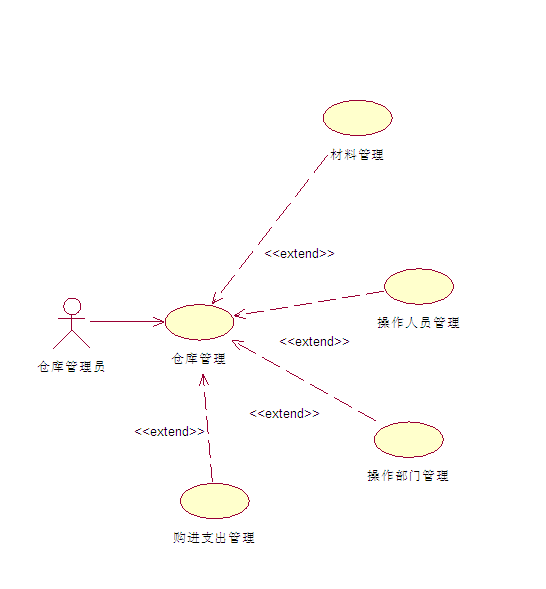 材料管理
<<extend>>
操作人员管理
<<extend>>
仓库管理员
仓库管理
<<extend>>
<<extend>>
操作部门管理
购进支出管理